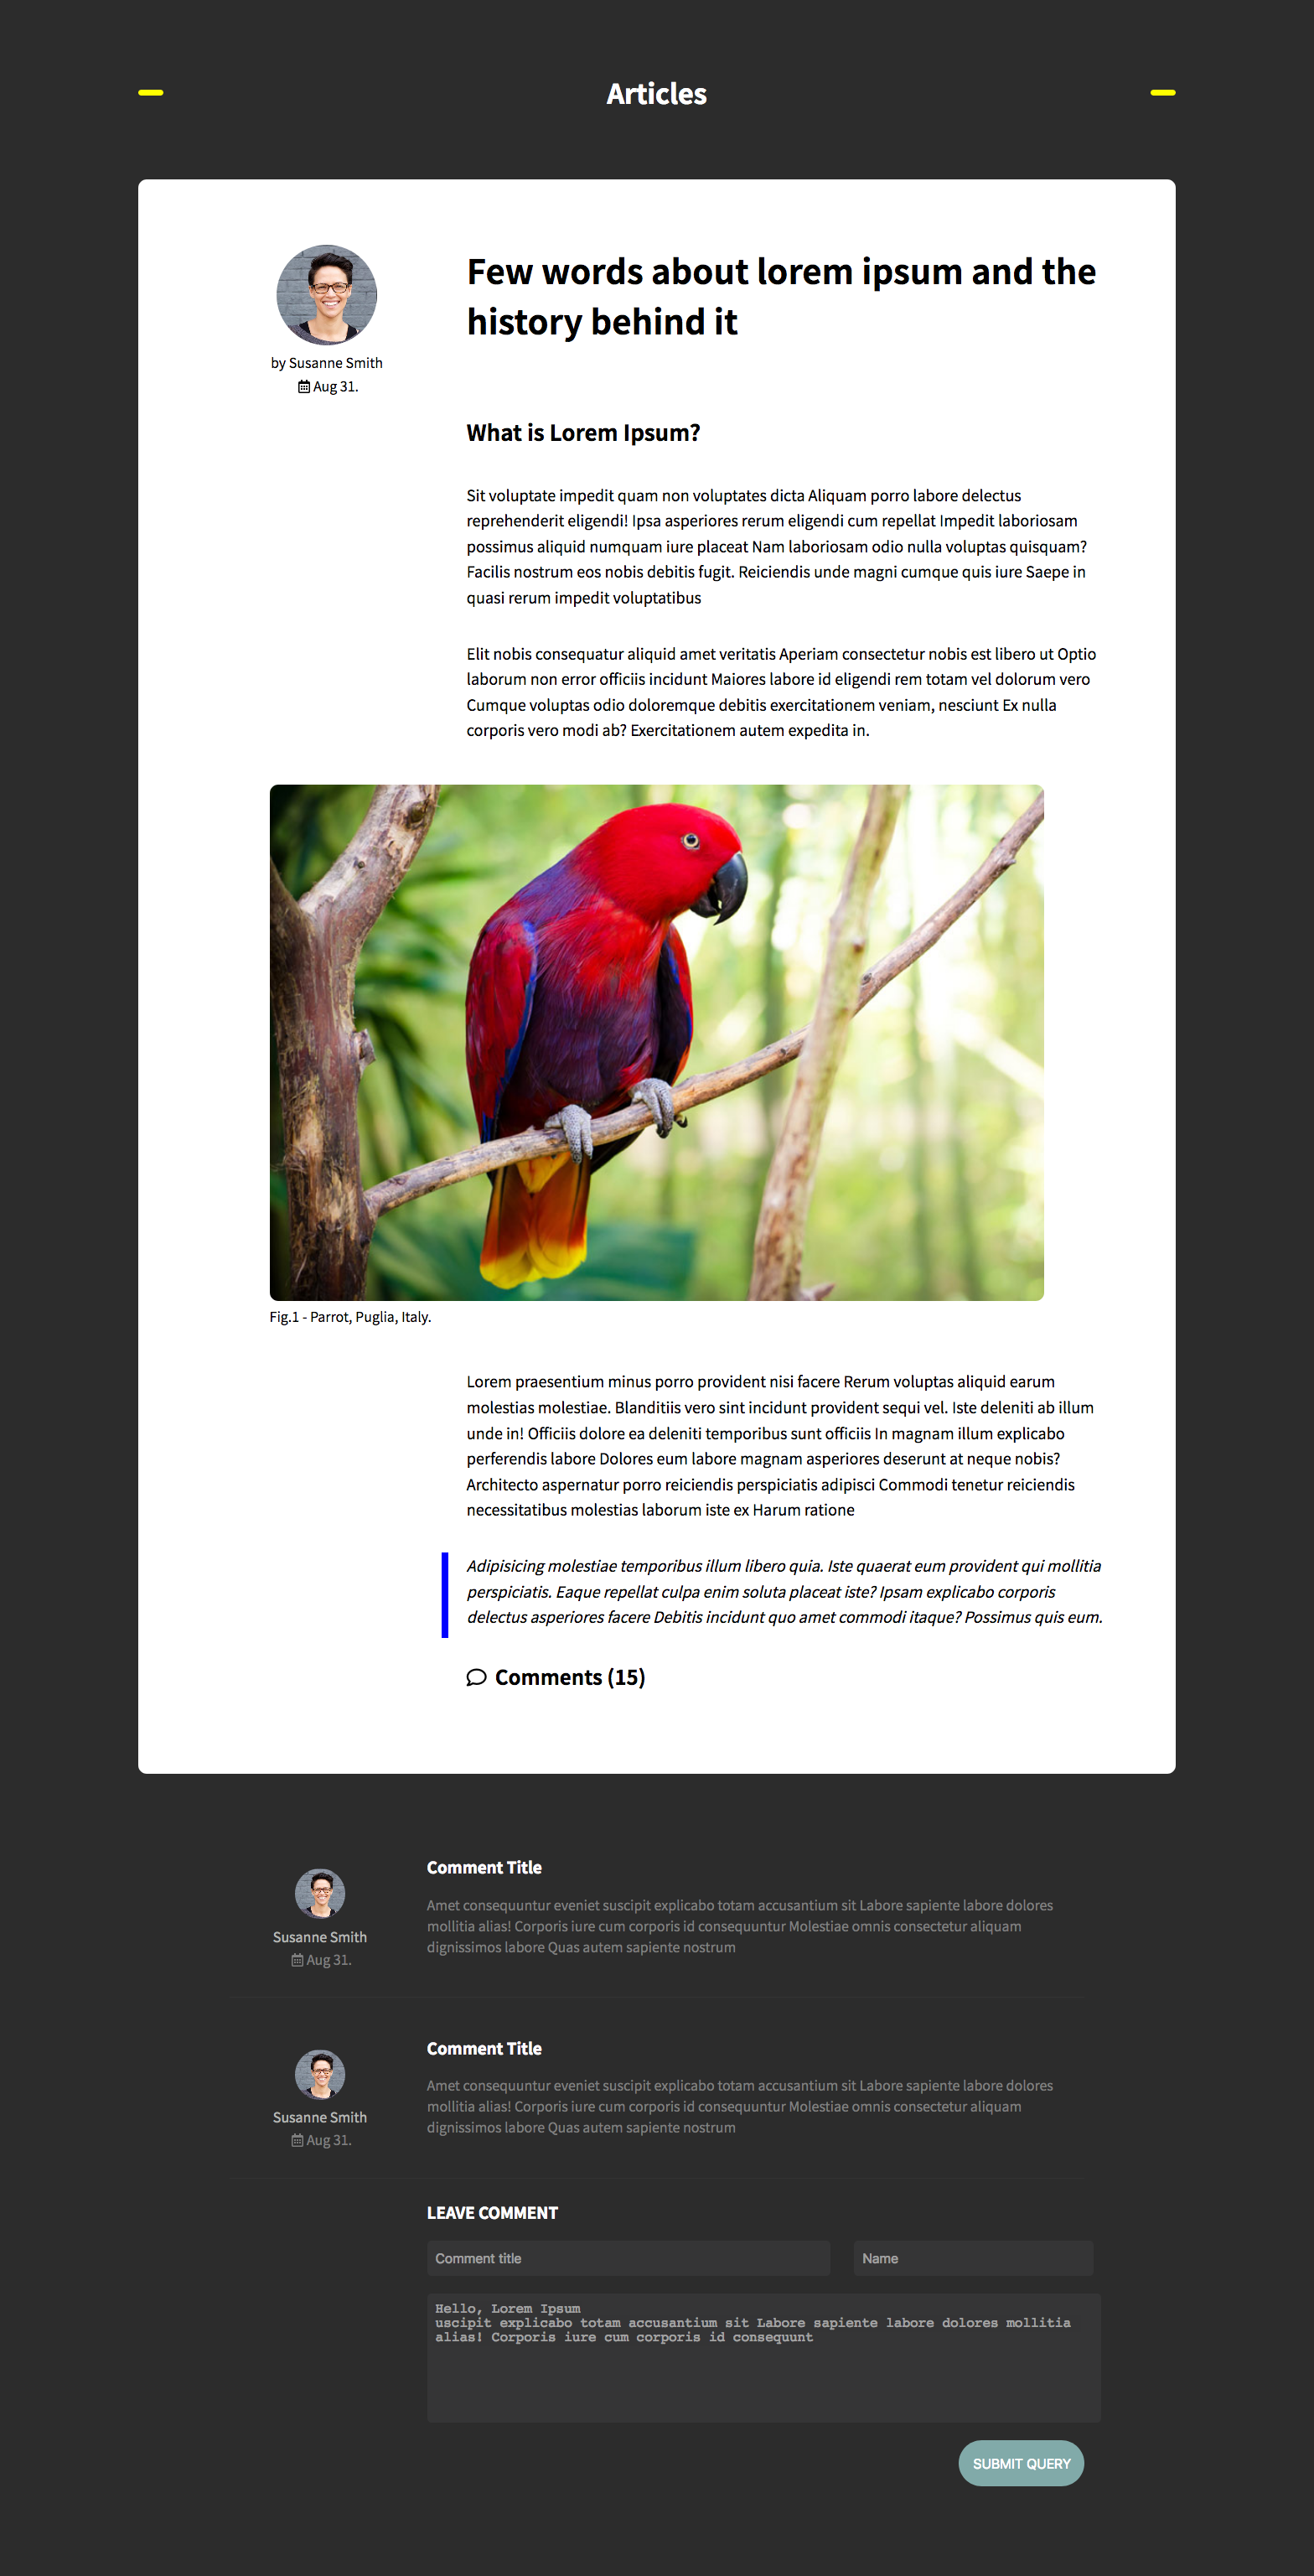 Articles
Few words about lorem ipsum and the
history behind it
by Susanne Smith
Aug 31.
What is Lorem Ipsum?
Sit voluptate impedit quam non voluptates dicta Aliquam porro labore delectus
reprehenderit eligendi! Ipsa asperiores rerum eligendi cum repellat Impedit laboriosam
possimus aliquid numquam iure placeat Nam laboriosam odio nulla voluptas quisquam?
Facilis nostrum eos nobis debitis fugit. Reiciendis unde magni cumque quis iure Saepe in
quasi rerum impedit voluptatibus
Elit nobis consequatur aliquid amet veritatis Aperiam consectetur nobis est libero ut Optio
laborum non error officiis incidunt Maiores labore id eligendi rem totam vel dolorum vero
Cumque voluptas odio doloremque debitis exercitationem veniam, nesciunt Ex nulla
corporis vero modi ab? Exercitationem autem expedita in.
Fig.1 - Parrot, Puglia, Italy.
Lorem praesentium minus porro provident nisi facere Rerum voluptas aliquid earum
molestias molestiae. Blanditiis vero sint incidunt provident sequi vel. Iste deleniti ab illum
unde in! Officiis dolore ea deleniti temporibus sunt officiis In magnam illum explicabo
perferendis labore Dolores eum labore magnam asperiores deserunt at neque nobis?
Architecto aspernatur porro reiciendis perspiciatis adipisci Commodi tenetur reiciendis
necessitatibus molestias laborum iste ex Harum ratione
Adipisicing molestiae temporibus illum libero quia. Iste quaerat eum provident qui mollitia
perspiciatis. Eaque repellat culpa enim soluta placeat iste? Ipsam explicabo corporis
delectus asperiores facere Debitis incidunt quo amet commodi itaque? Possimus quis eum.
Comments (15)
Comment Title
Amet consequuntur eveniet suscipit explicabo totam accusantium sit Labore sapiente labore dolores
mollitia alias! Corporis iure cum corporis id consequuntur Molestiae omnis consectetur aliquam
dignissimos labore Quas autem sapiente nostrum
Susanne Smith
Aug 31.
Comment Title
Amet consequuntur eveniet suscipit explicabo totam accusantium sit Labore sapiente labore dolores
mollitia alias! Corporis iure cum corporis id consequuntur Molestiae omnis consectetur aliquam
dignissimos labore Quas autem sapiente nostrum
Susanne Smith
Aug 31.
LEAVE COMMENT
Comment title
Name
Hello, Lorem Ipsum
uscipit explicabo totam accusantium sit Labore sapiente labore dolores mollitia
alias! Corporis iure cum corporis id consequunt
SUBMIT QUERY